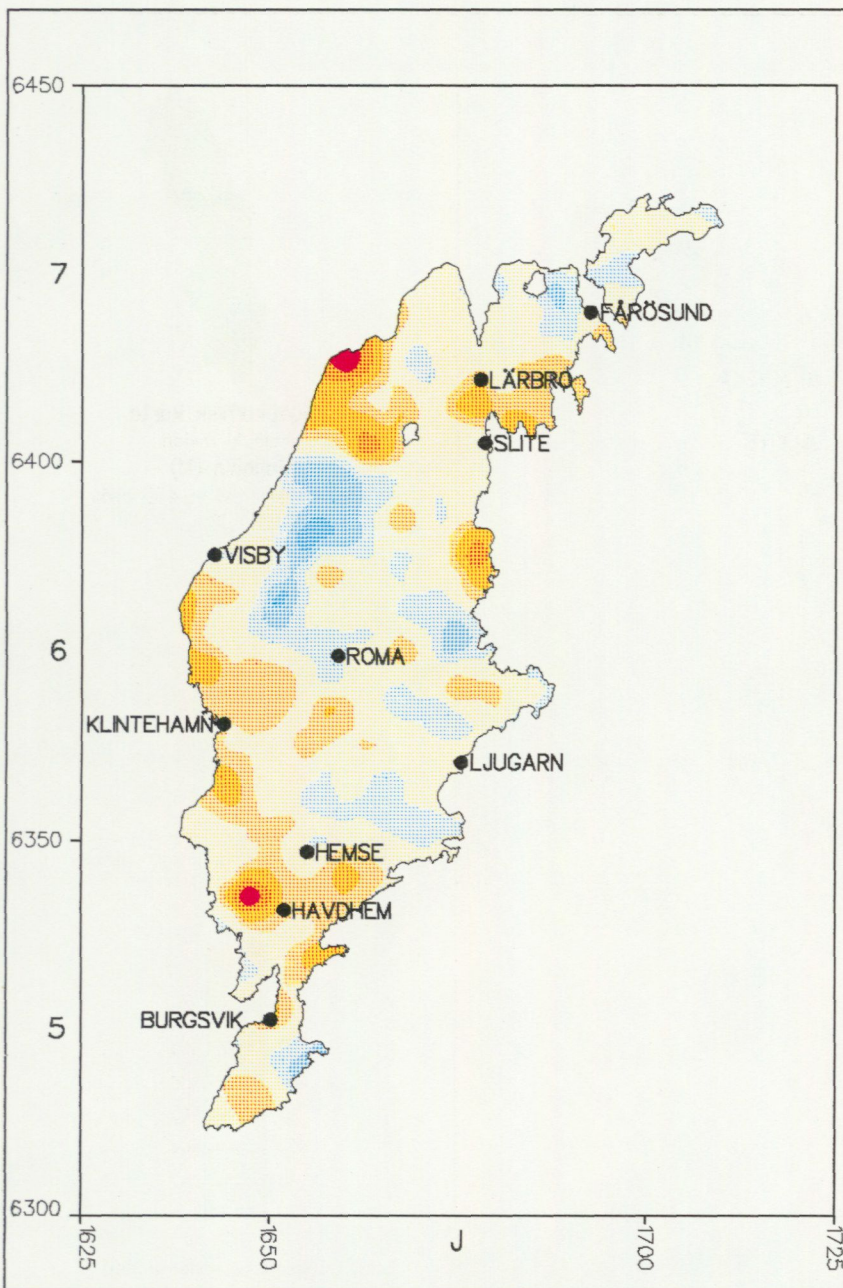 6450
7
FÅRÖSUND
LÄRBRO
SLITE
6400
VISBY
6
ROMA
KLINTEHAMN
LJUGARN
6350
HEMSE
HAVDHEM
5
BURGSVIK
6300
1625
1650
J
1700
1725